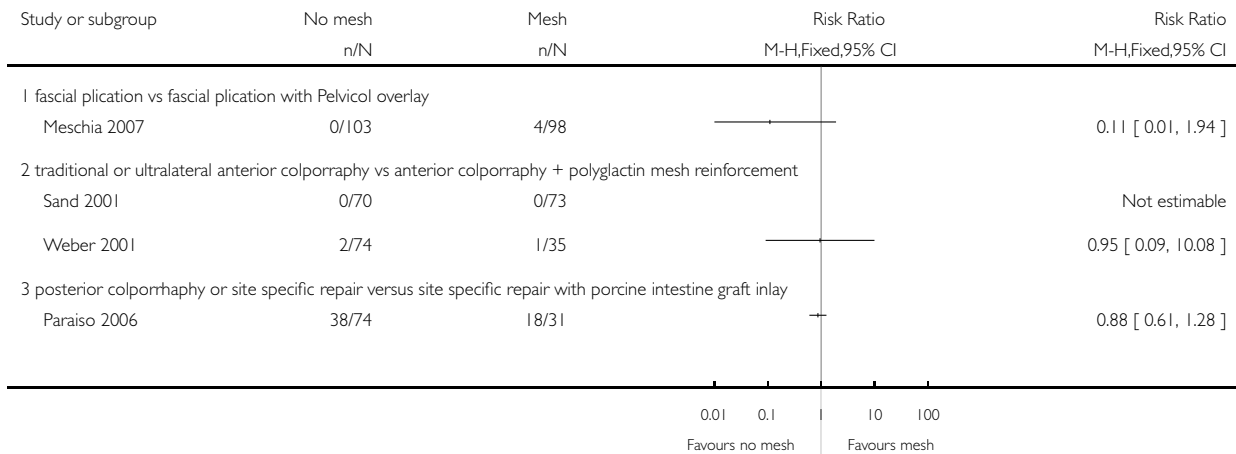 Study or subgroup No mesh Mesh Risk Ratio Risk Ratio
n/N n/N M-H,Fixed,95% CI M-H,Fixed,95% CI
1 fascial plication vs fascial plication with Pelvicol overlay
Meschia 2007 0/103 4/98 0.11 [ 0.01, 1.94 ]
2 traditional or ultralateral anterior colporraphy vs anterior colporraphy + polyglactin mesh reinforcement
Sand 2001 0/70 0/73 Not estimable
Weber 2001 2/74 1/35 0.95 [ 0.09, 10.08 ]
3 posterior colporrhaphy or site specific repair versus site specific repair with porcine intestine graft inlay
Paraiso 2006 38/74 18/31 0.88 [ 0.61, 1.28 ]
0.01 0.1 1 10 100
Favours no mesh Favours mesh